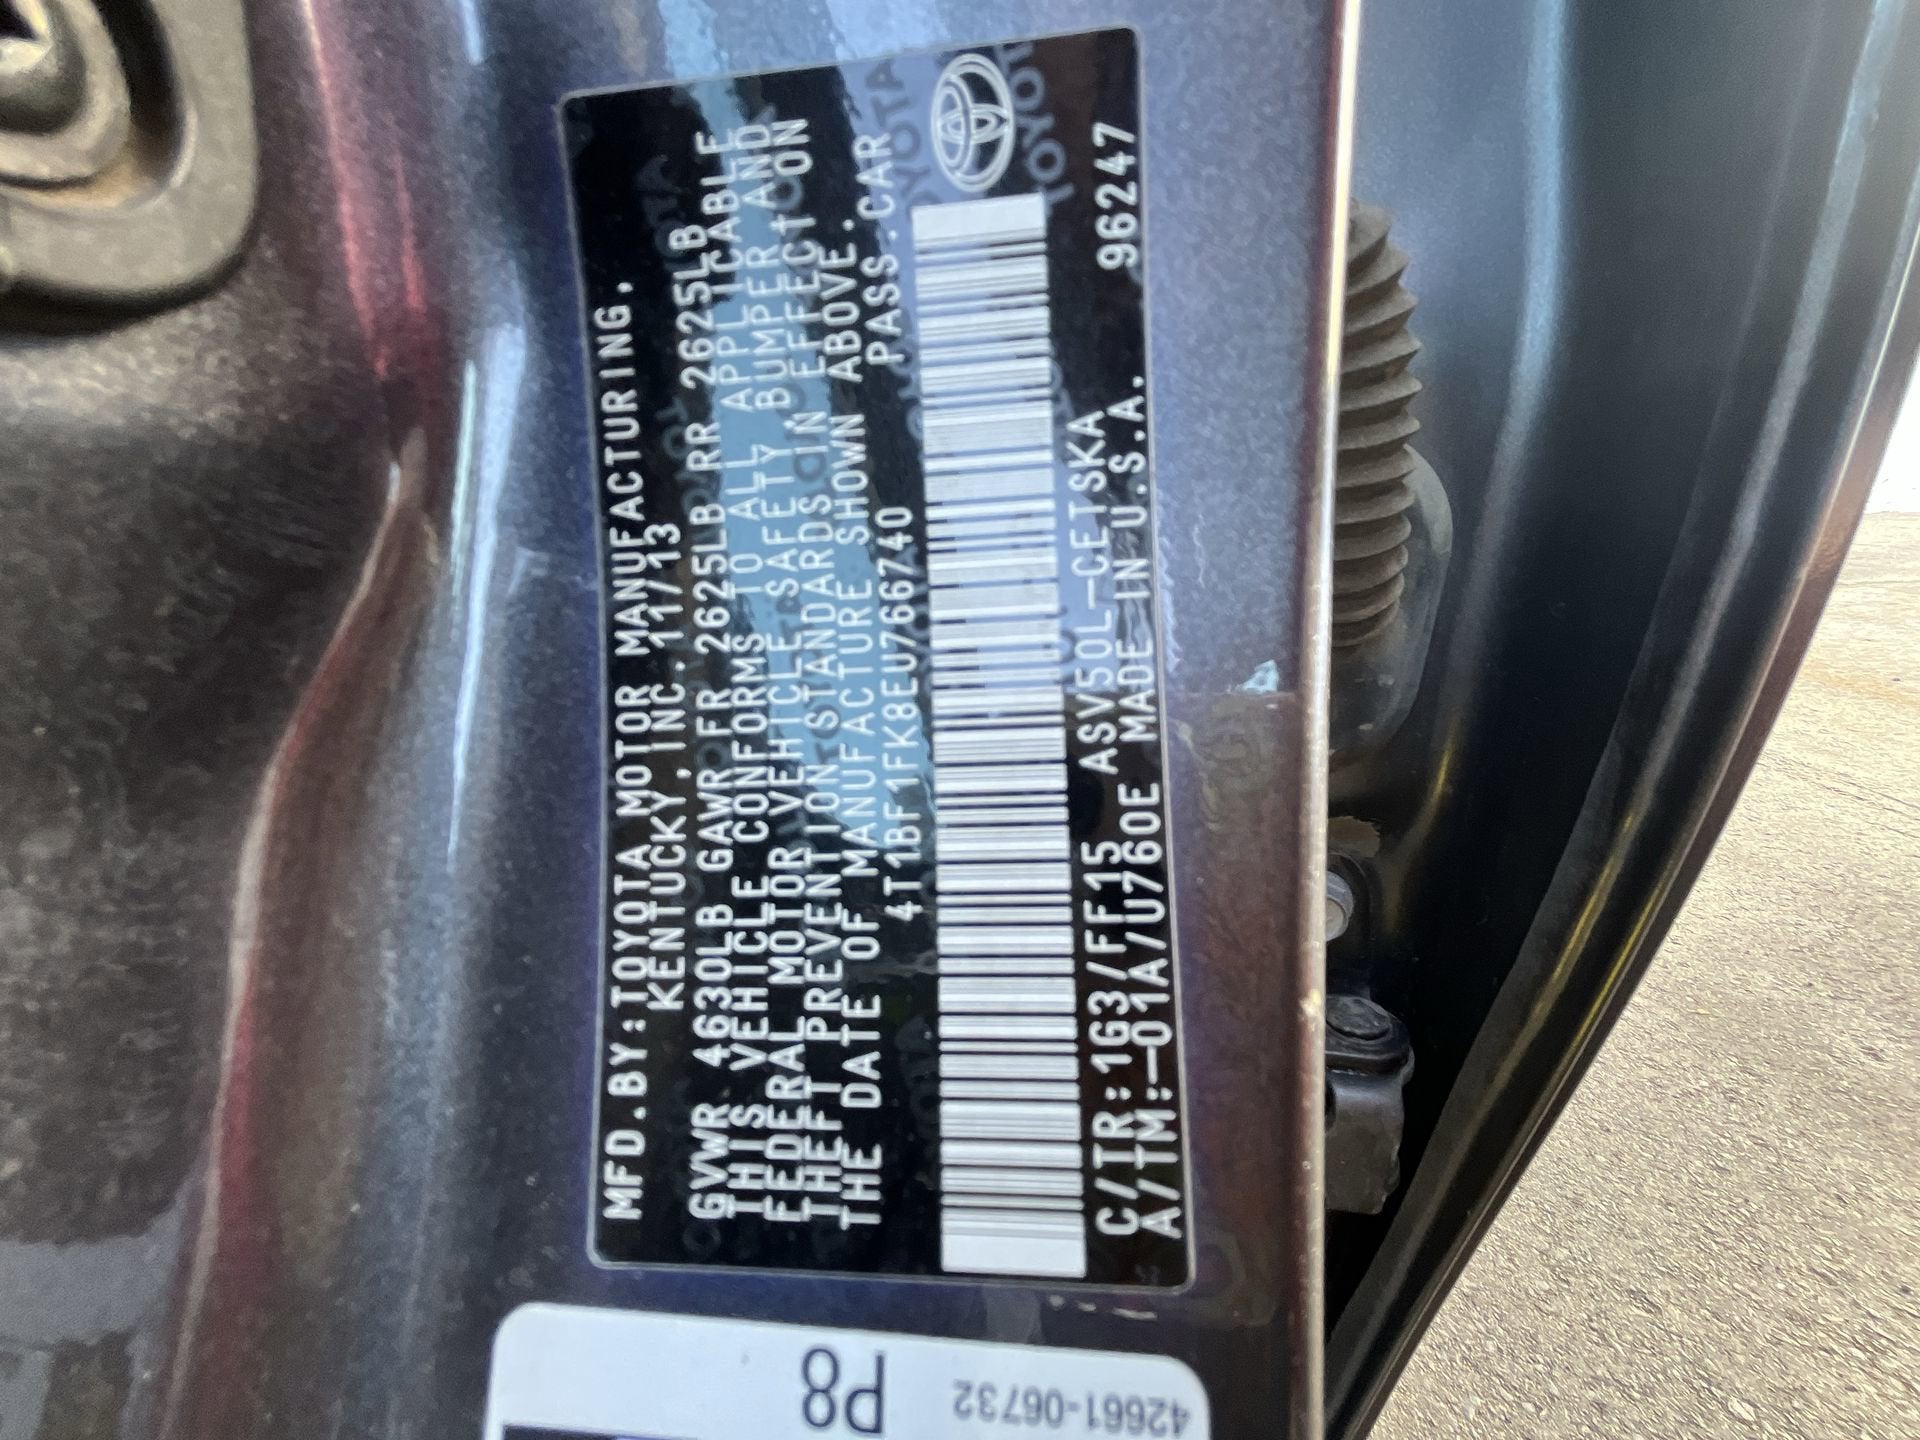 MFD.BY:TOYOTA MOTOR MANUFACTURING,
KENTUCKY,INC. 11/13
GVWR 4630LB GAWR FR 2625LB RR 2625LB
THIS VEHICLE CONFORMS TO ALL APPLICABLE
FEDERAL MOTOR VEHICLE SAFETY BUMPER AND
THEFT PREVENTION STANDARDS IN EFFECT ON
THE DATE OF MANUFACTURE SHOWN ABOVE.
4T1BF1FK8EU766740 PASS.CAR
C/TR:1G3/FF15 ASV50L-CETSKA 96247
A/TM:-01A/U760E MADE IN U.S.A.
P8
42661-06732